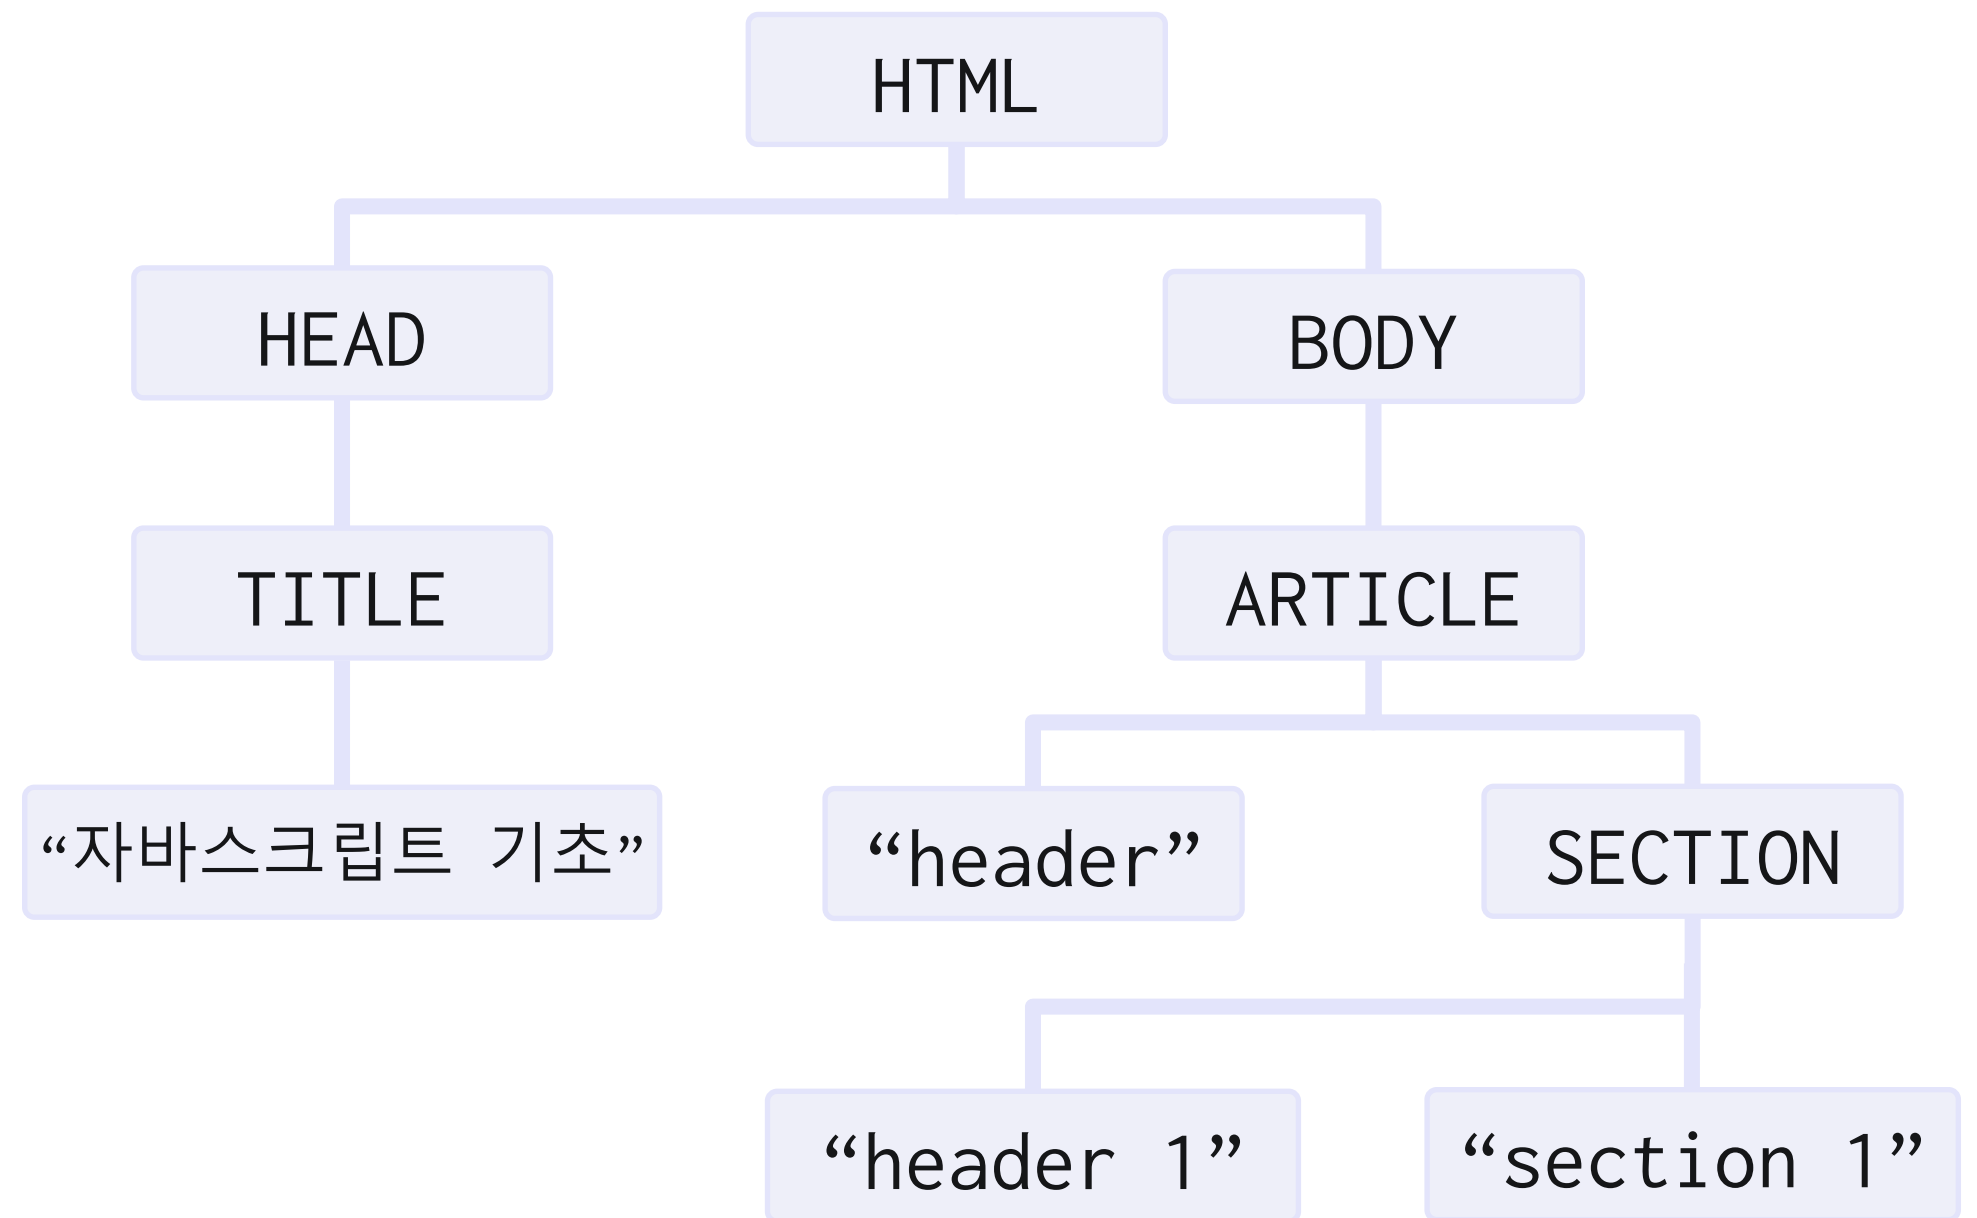 HTML
HEAD
BODY
TITLE
ARTICLE
“자바스크립트 기초”
“header”
SECTION
“header 1”
“section 1”